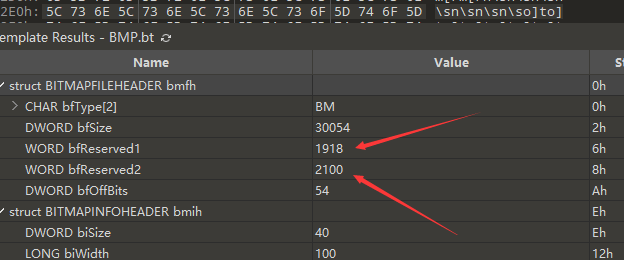 5C 73 6E 5C 73 6E 5C 73 6E 5C 73 6F 5D 74 6F 5D \sn\sn\sn\so]to]
2E0h:
emplate Results - BMP.bt
Name Value St
struct BITMAPFILEHEADER bmfh 0h
CHAR bfType[2] BM 0h
DWORD bfSize 30054 2h
WORD bfReserved1 1918 6h
WORD bfReserved2 2100 8h
DWORD bfOffBits 54 Ah
struct BITMAPINFOHEADER bmih Eh
DWORD biSize 40 Eh
LONG biWidth 100 12h